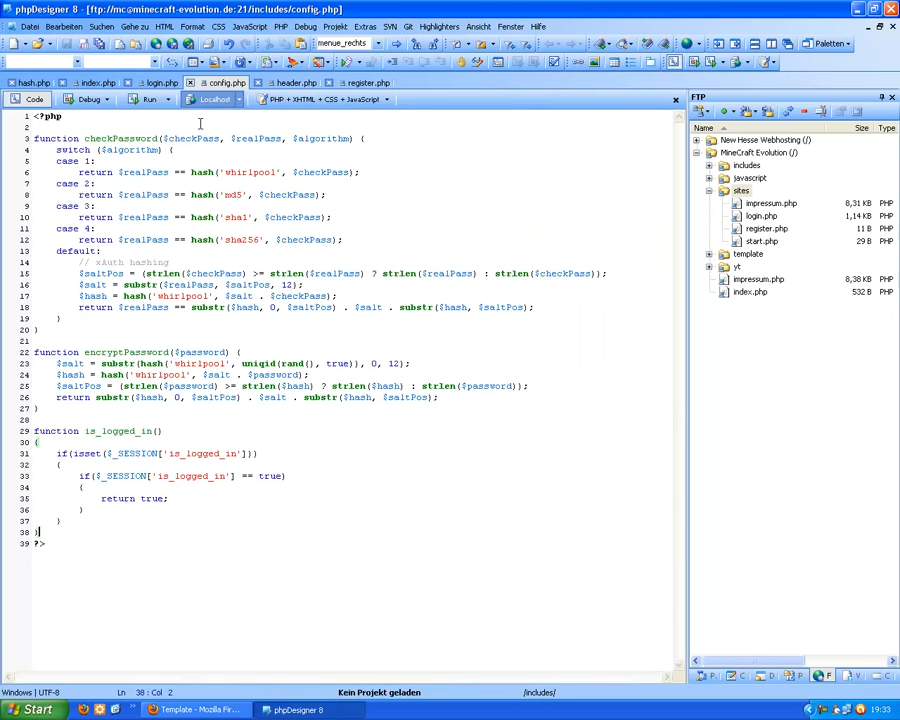 phpDesigner 8 - [ftp://mc@minecraft-evolution.de:21/includes/config.php]
Datei Bearbeiten Suchen Gehe zu HTML Format CSS JavaScript PHP Projekt Extras SVN Git Highlighters Ansicht Fenster Hilfe
menue_rechts Paletten
hash.php index.php login.php config.php header.php register.php
Code Debug Run Localhost PHP + XHTML + CSS + JavaScript
1 <?php
2
3 function checkPassword($checkPass, $realPass, $algorithm) {
4 switch ($algorithm) {
5 case 1:
6 return $realPass == hash('whirlpool', $checkPass);
7 case 2:
8 return $realPass == hash('md5', $checkPass);
9 case 3:
10 return $realPass == hash('sha1', $checkPass);
11 case 4:
12 return $realPass == hash('sha256', $checkPass);
13 default:
14 // xAuth hashing
15 $saltPos = (strlen($checkPass) >= strlen($realPass) ? strlen($realPass) : strlen($checkPass));
16 $salt = substr($realPass, $saltPos, 12);
17 $hash = hash('whirlpool', $salt . $checkPass);
18 return $realPass == substr($hash, 0, $saltPos) . $salt . substr($hash, $saltPos);
19 }
20 }
21
22 function encryptPassword($password) {
23 $salt = substr(hash('whirlpool', uniqid(rand(), true)), 0, 12);
24 $hash = hash('whirlpool', $salt . $password);
25 $saltPos = (strlen($password) >= strlen($hash) ? strlen($hash) : strlen($password));
26 return substr($hash, 0, $saltPos) . $salt . substr($hash, $saltPos);
27 }
28
29 function is_logged_in()
30 {
31 if(isset($_SESSION['is_logged_in']))
32 {
33 if($_SESSION['is_logged_in'] == true)
34 {
35 return true;
36 }
37 }
38 }
39 ?>
FTP
Name Size Type
New Hesse Webhosting (/)
MineCraft Evolution (/)
includes
javascript
sites
impressum.php 8,31 KB PHP
login.php 1,14 KB PHP
register.php 11 B PHP
start.php 29 B PHP
template
yt
impressum.php 8,38 KB PHP
index.php 532 B PHP
P. C D. P F V C
Windows | UTF-8 Ln 38 : Col 2 Kein Projekt geladen /includes/
Start Template - Mozilla Fir... phpDesigner 8 19:33